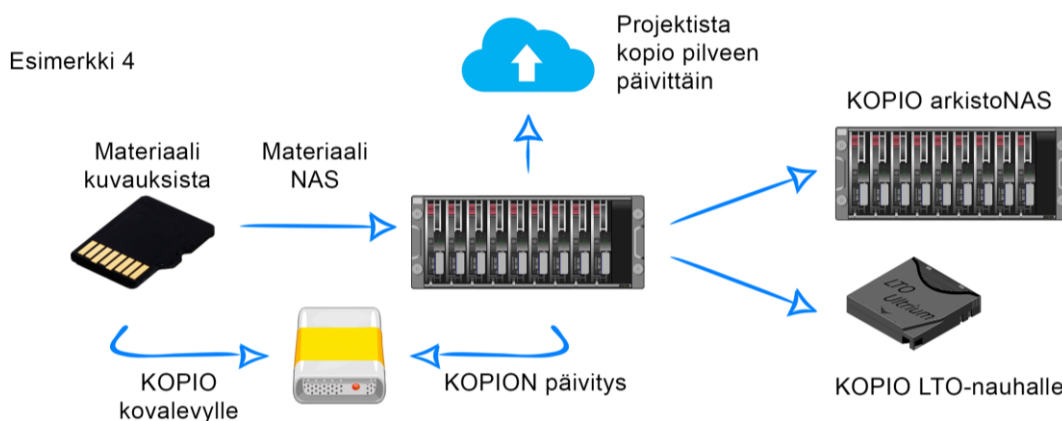 Esimerkki 4
Projektista
kopio pilveen
päivittäin
KOPIO arkistoNAS
Materiaali
kuvauksista
Materiaali
NAS
LTO
Ultrium
KOPIO
kovalevylle
KOPION päivitys
KOPIO LTO-nauhalle